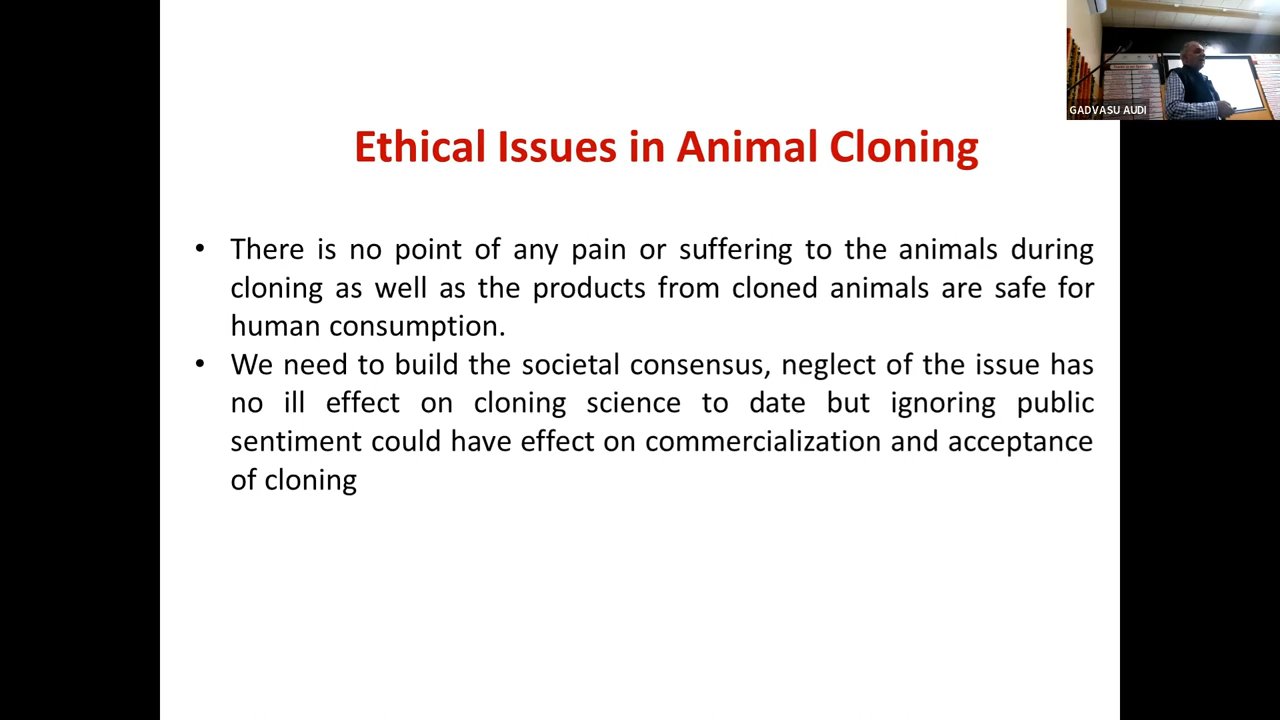 Ethical Issues in Animal Cloning
• There is no point of any pain or suffering to the animals during
cloning as well as the products from cloned animals are safe for
human consumption.
• We need to build the societal consensus, neglect of the issue has
no ill effect on cloning science to date but ignoring public
sentiment could have effect on commercialization and acceptance
of cloning
GADVASU AUDI